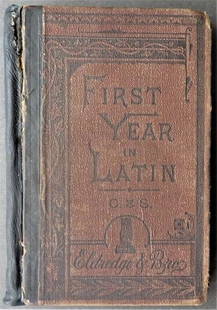 FIRST
YEAR
IN
LATIN
C & S.
Eldredge & Bro.